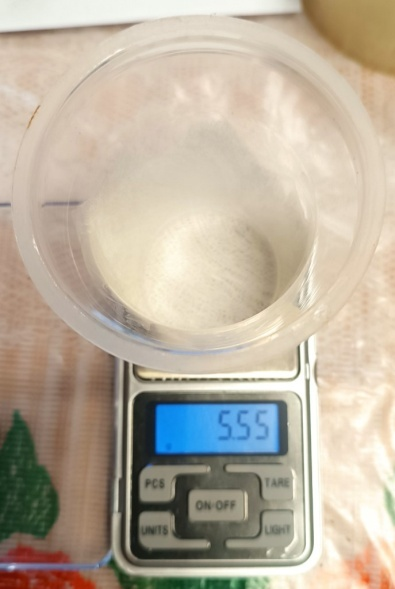 5.55
PCS
TARE
ON-OFF
UNITS
LIGHT